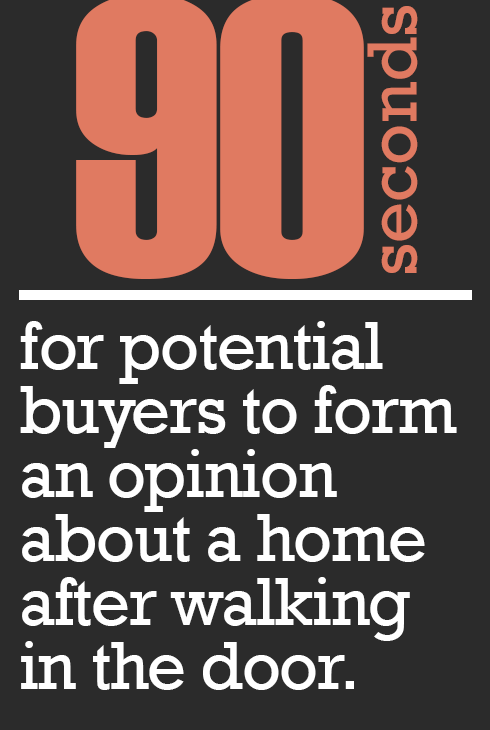 90 seconds
for potential
buyers to form
an opinion
about a home
after walking
in the door.